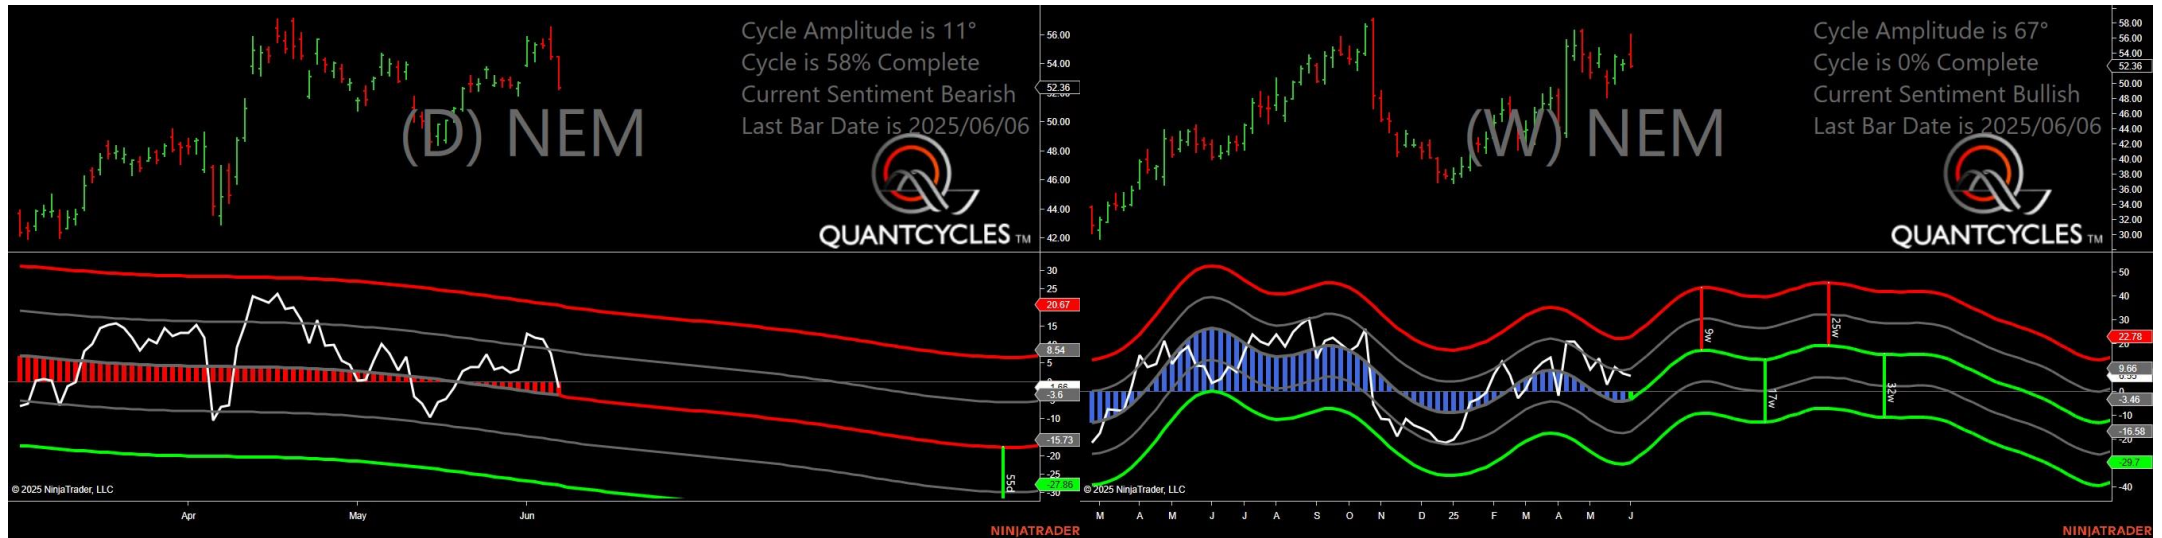 Cycle Amplitude is 11°
Cycle is 58% Complete
Current Sentiment Bearish
Last Bar Date is 2025/06/06
(D) NEM
QUANTCYCLES TM
56.00
54.00
52.36
50.00
48.00
46.00
44.00
42.00
30
25
20.67
15
8.54
5
-3.6
-10
-15.73
-20
-25
-27.86
-30
55d
© 2025 NinjaTrader, LLC
Apr
May
Jun
NINJATRADER
Cycle Amplitude is 67°
Cycle is 0% Complete
Current Sentiment Bullish
Last Bar Date is 2025/06/06
(W) NEM
QUANTCYCLES TM
58.00
56.00
54.00
52.36
50.00
48.00
46.00
44.00
42.00
40.00
38.00
36.00
34.00
32.00
30.00
50
40
30
22.78
20
9.66
0
-3.46
-10
-16.58
-20
-29.7
-40
9w
17w
25w
32w
© 2025 NinjaTrader, LLC
M A M J J A S O N D 25 F M A M J
NINJATRADER